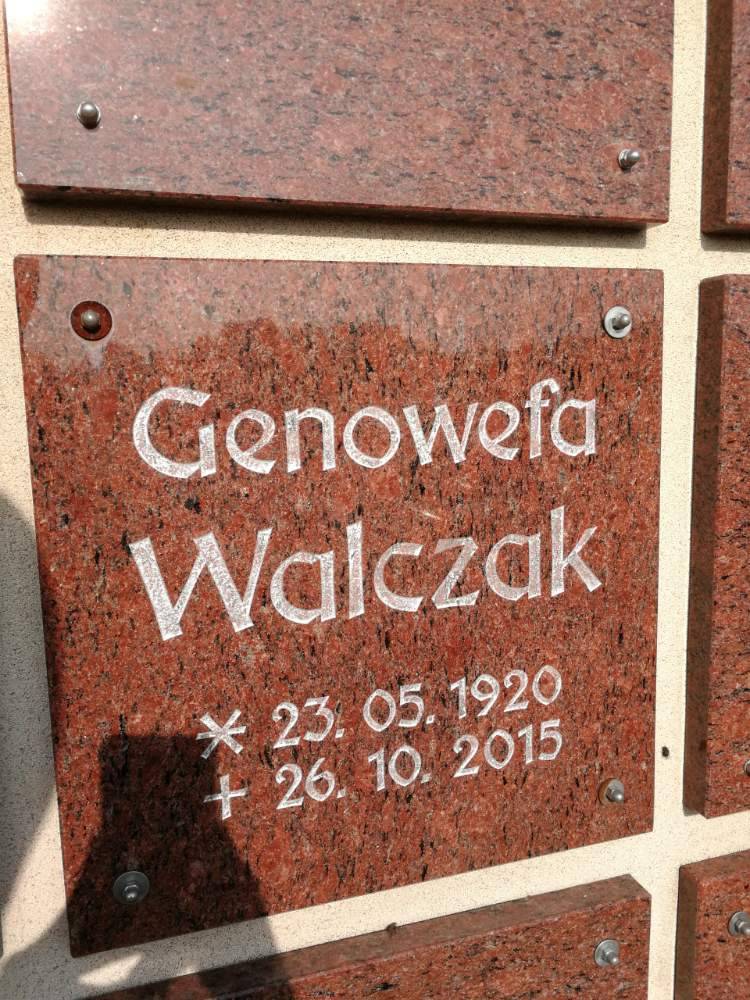 Genowefa
Walczak
* 23. 05. 1920
+ 26. 10. 2015